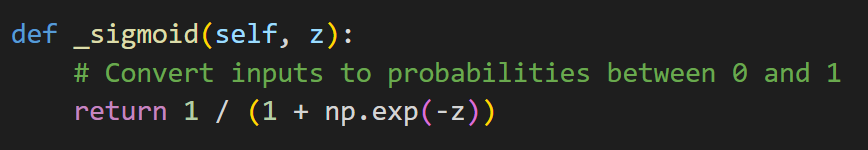 def _sigmoid(self, z):
    # Convert inputs to probabilities between 0 and 1
    return 1 / (1 + np.exp(-z))